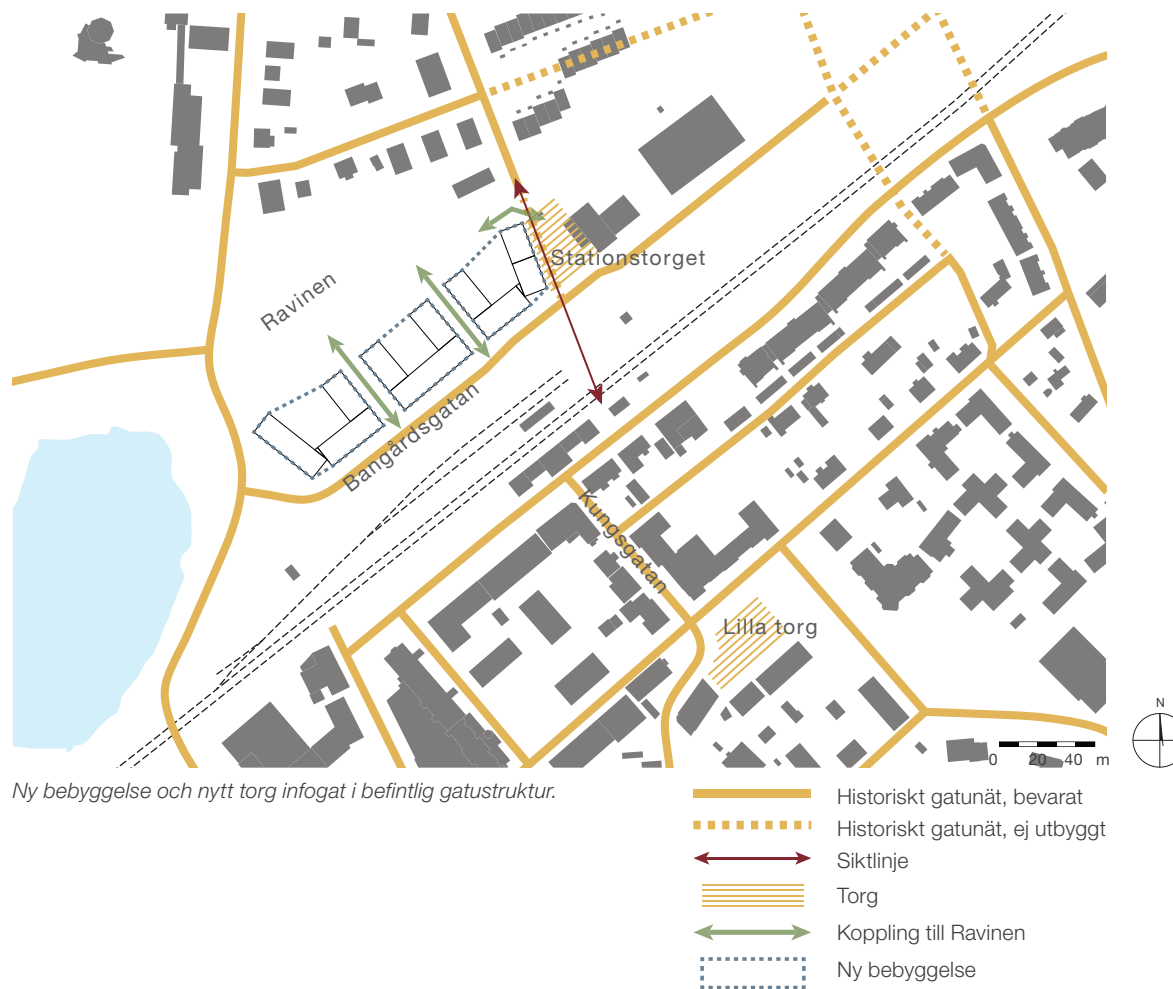 Stationstorget
Ravinen
Bangårdsgatan
Kungsgatan
Lilla torg
N
0 20 40 m
Ny bebyggelse och nytt torg infogat i befintlig gatustruktur.
Historiskt gatunät, bevarat
Historiskt gatunät, ej utbyggt
Siktlinje
Torg
Koppling till Ravinen
Ny bebyggelse